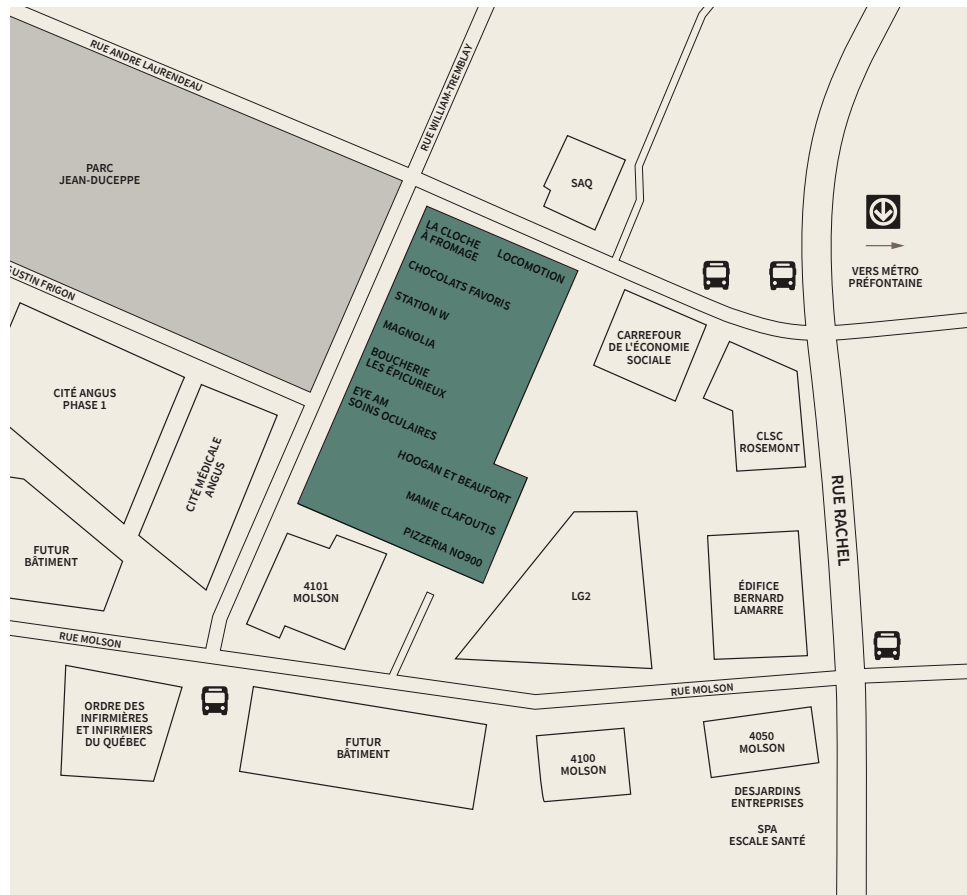 RUE ANDRE LAURENDEAU
RUE WILLIAM-TREMBLAY
PARC
JEAN-DUCEPPE
SAQ
LA CLOCHE
À FROMAGE
LOCOMOTION
CHOCOLATS FAVORIS
STATION W
MAGNOLIA
BOUCHERIE
LES ÉPICURIEUX
EYE AM
SOINS OCULAIRES
HOOGAN ET BEAUFORT
MAMIE CLAFOUTIS
PIZZERIA NO900
VERS MÉTRO
PRÉFONTAINE
USTIN FRIGON
CARREFOUR
DE L'ÉCONOMIE
SOCIALE
CITÉ ANGUS
PHASE 1
CITÉ MÉDICALE
ANGUS
CLSC
ROSEMONT
RUE RACHEL
FUTUR
BÂTIMENT
4101
MOLSON
LG2
ÉDIFICE
BERNARD
LAMARRE
RUE MOLSON
RUE MOLSON
ORDRE DES
INFIRMIÈRES
ET INFIRMIERS
DU QUÉBEC
FUTUR
BÂTIMENT
4100
MOLSON
4050
MOLSON
DESJARDINS
ENTREPRISES
SPA
ESCALE SANTÉ